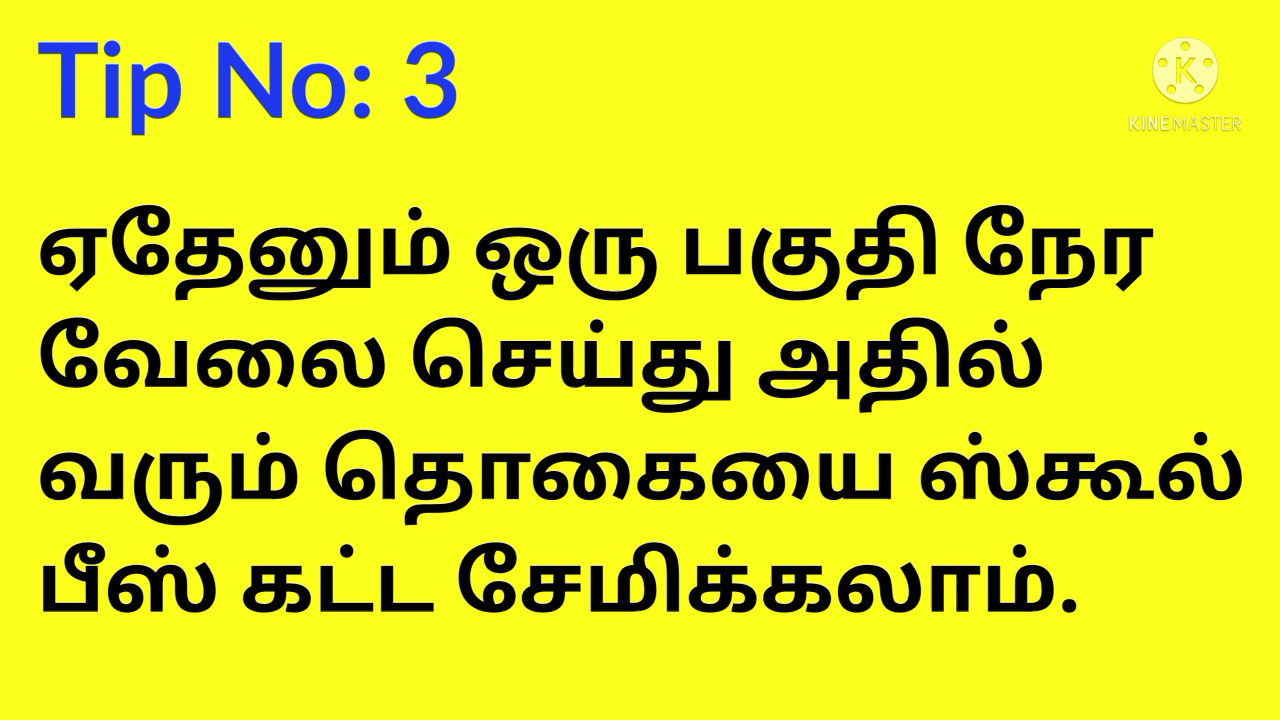 Tip No: 3
KINEMASTER
ஏதேனும் ஒரு பகுதி நேர
வேலை செய்து அதில்
வரும் தொகையை ஸ்கூல்
பீஸ் கட்ட சேமிக்கலாம்.